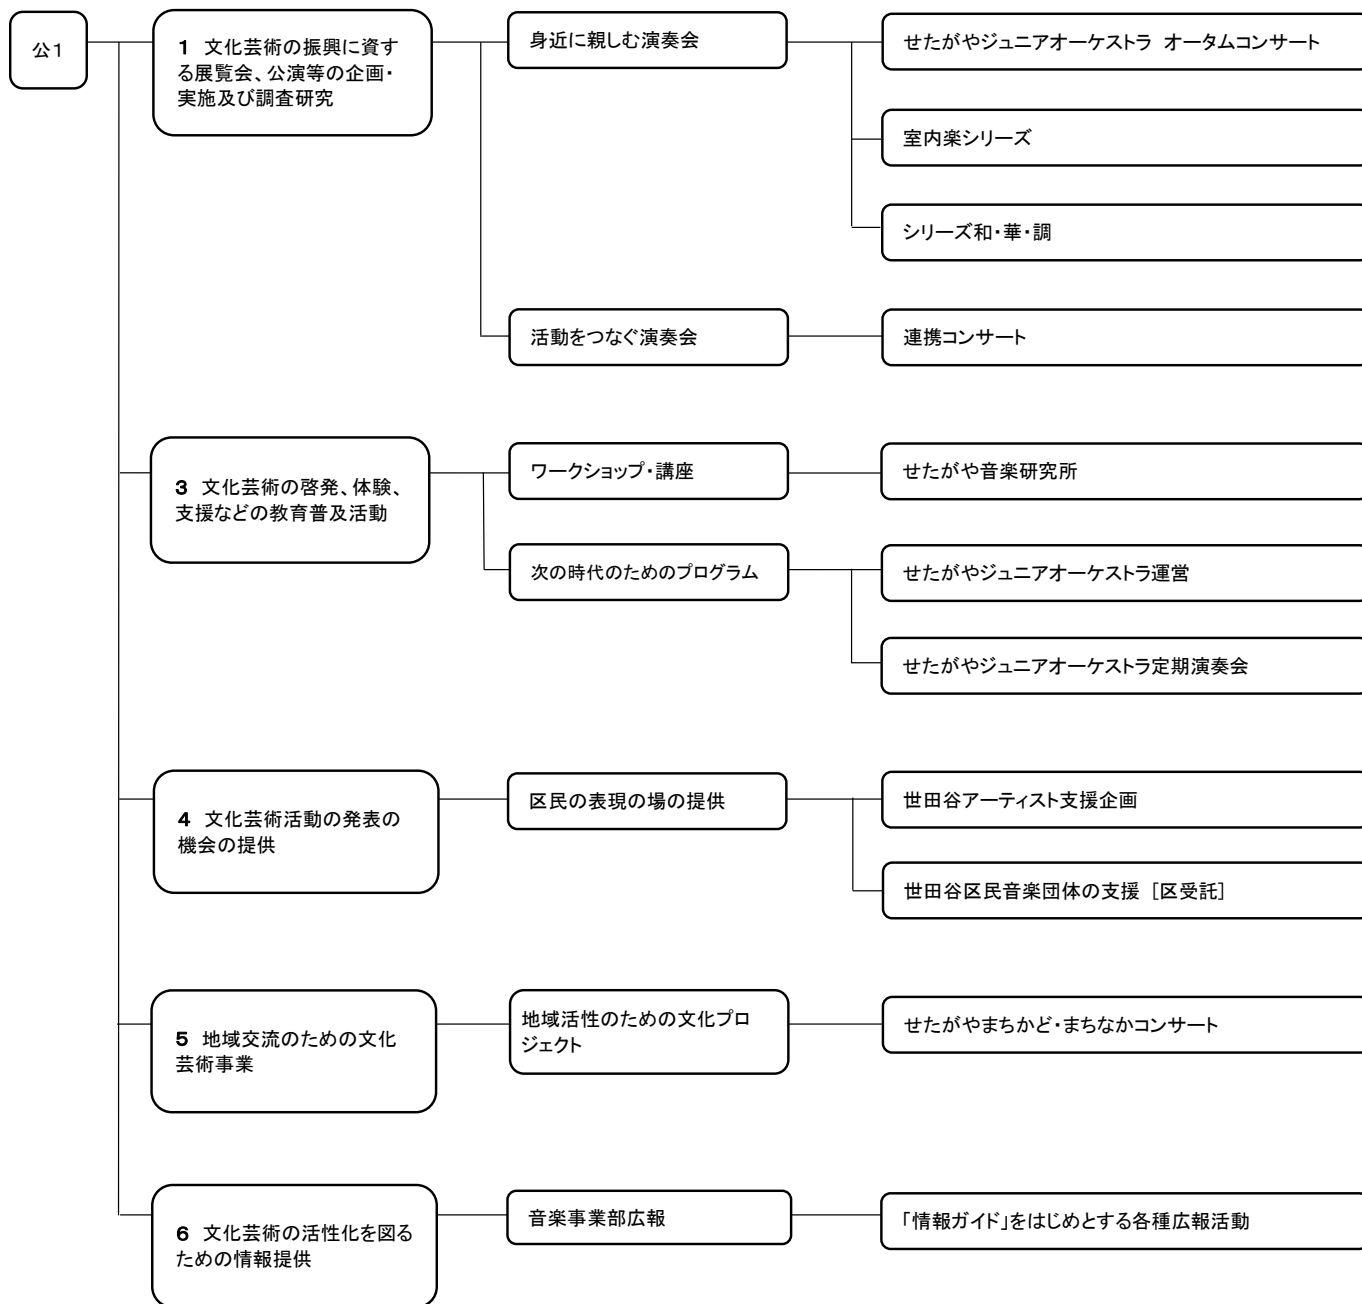 公1
1 文化芸術の振興に資す
る展覧会、公演等の企画・
実施及び調査研究
身近に親しむ演奏会
せたがやジュニアオーケストラ オータムコンサート
室内楽シリーズ
シリーズ和・華・調
活動をつなぐ演奏会
連携コンサート
3 文化芸術の啓発、体験、
支援などの教育普及活動
ワークショップ・講座
せたがや音楽研究所
次の時代のためのプログラム
せたがやジュニアオーケストラ運営
せたがやジュニアオーケストラ定期演奏会
4 文化芸術活動の発表の
機会の提供
区民の表現の場の提供
世田谷アーティスト支援企画
世田谷区民音楽団体の支援 [区受託]
5 地域交流のための文化
芸術事業
地域活性のための文化プロ
ジェクト
せたがやまちかど・まちなかコンサート
6 文化芸術の活性化を図る
ための情報提供
音楽事業部広報
「情報ガイド」をはじめとする各種広報活動